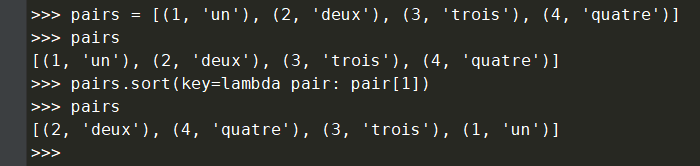 >>> pairs = [(1, 'un'), (2, 'deux'), (3, 'trois'), (4, 'quatre')]
>>> pairs
[(1, 'un'), (2, 'deux'), (3, 'trois'), (4, 'quatre')]
>>> pairs.sort(key=lambda pair: pair[1])
>>> pairs
[(2, 'deux'), (4, 'quatre'), (3, 'trois'), (1, 'un')]
>>>